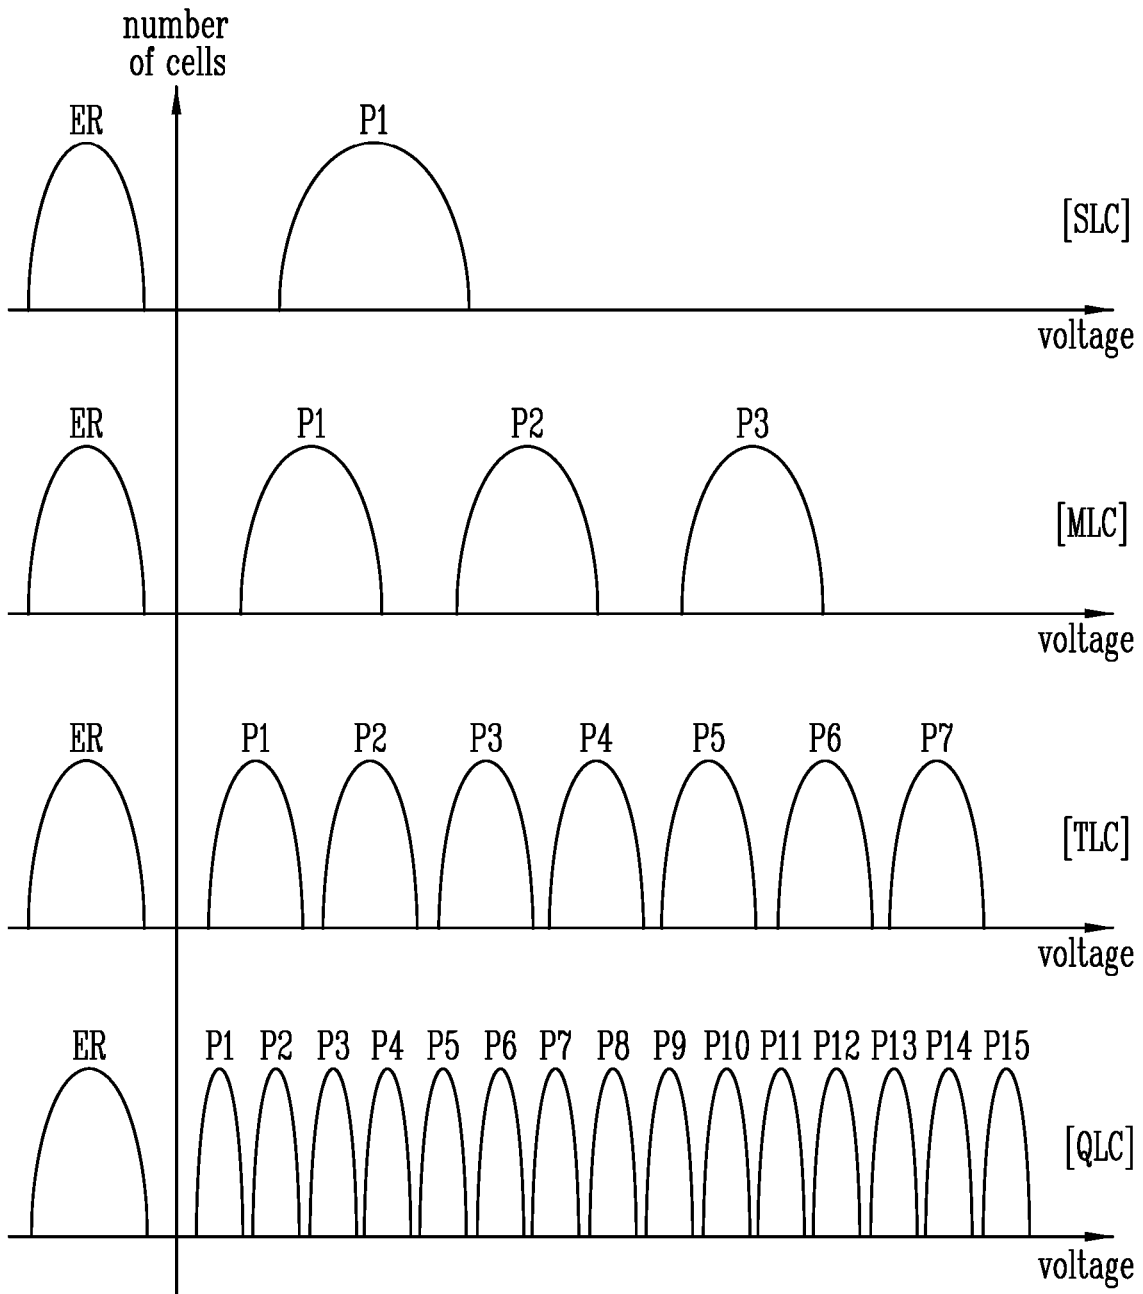 number
of cells
ER P1
[SLC]
voltage
ER P1 P2 P3
[MLC]
voltage
ER P1 P2 P3 P4 P5 P6 P7
[TLC]
voltage
ER P1 P2 P3 P4 P5 P6 P7 P8 P9 P10 P11 P12 P13 P14 P15
[QLC]
voltage